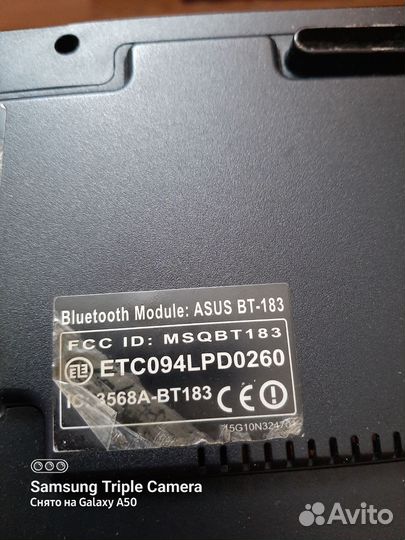 Bluetooth Module: ASUS BT-183
FCC ID: MSQBT183
ETC094LPD0260
IC: 3568A-BT183 CE
Samsung Triple Camera
Снято на Galaxy A50
Avito